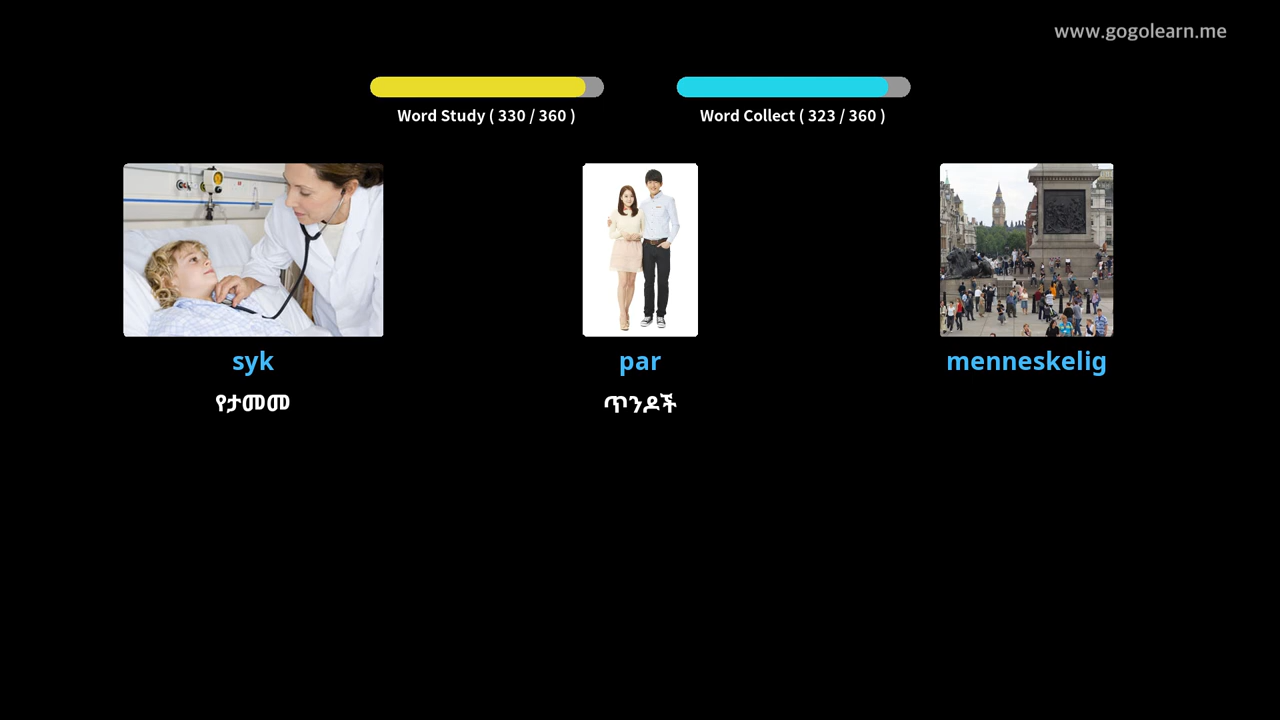 www.gogolearn.me
Word Study ( 330 / 360 )
Word Collect ( 323 / 360 )
syk
par
menneskelig
የታመመ
ጥንዶች